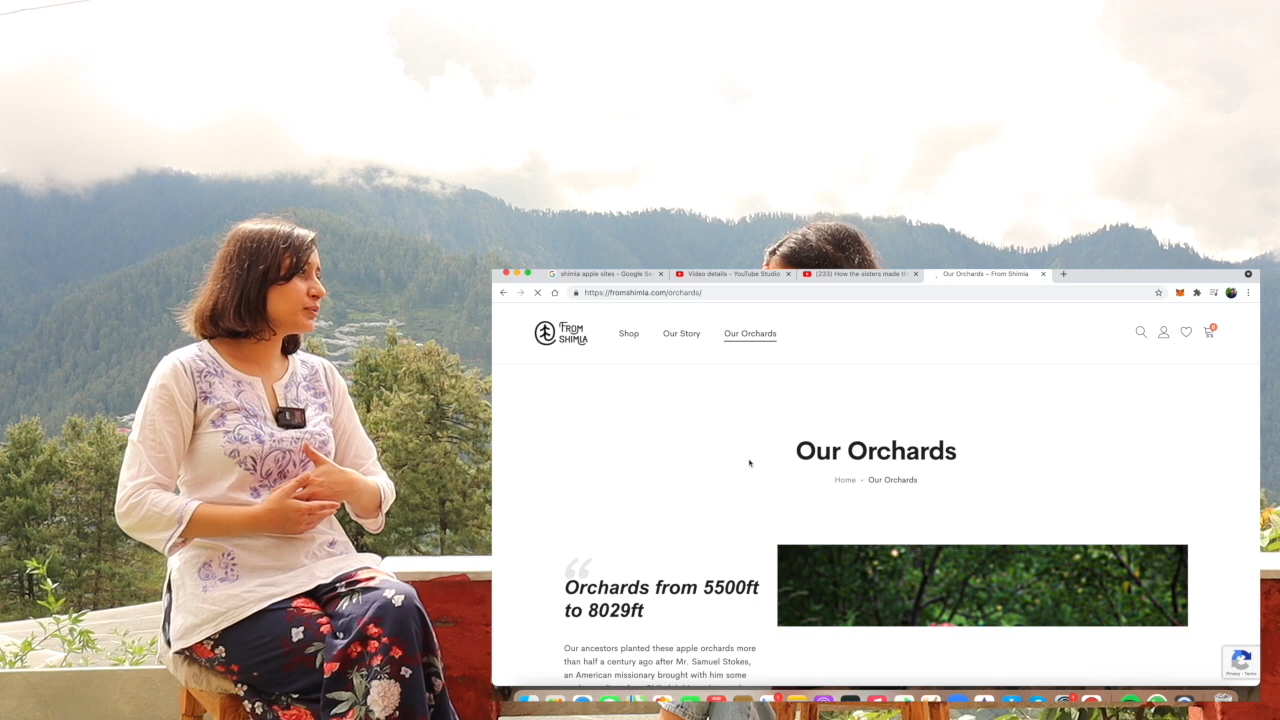 shimla apple sites - Google Se
Video details - YouTube Studio
(233) How the sisters made th
Our Orchards – From Shimla
https://fromshimla.com/orchards/
FROM
SHIMLA
Shop
Our Story
Our Orchards
0
Our Orchards
Home • Our Orchards
“
Orchards from 5500ft
to 8029ft
Our ancestors planted these apple orchards more
than half a century ago after Mr. Samuel Stokes,
an American missionary brought with him some
Privacy - Terms